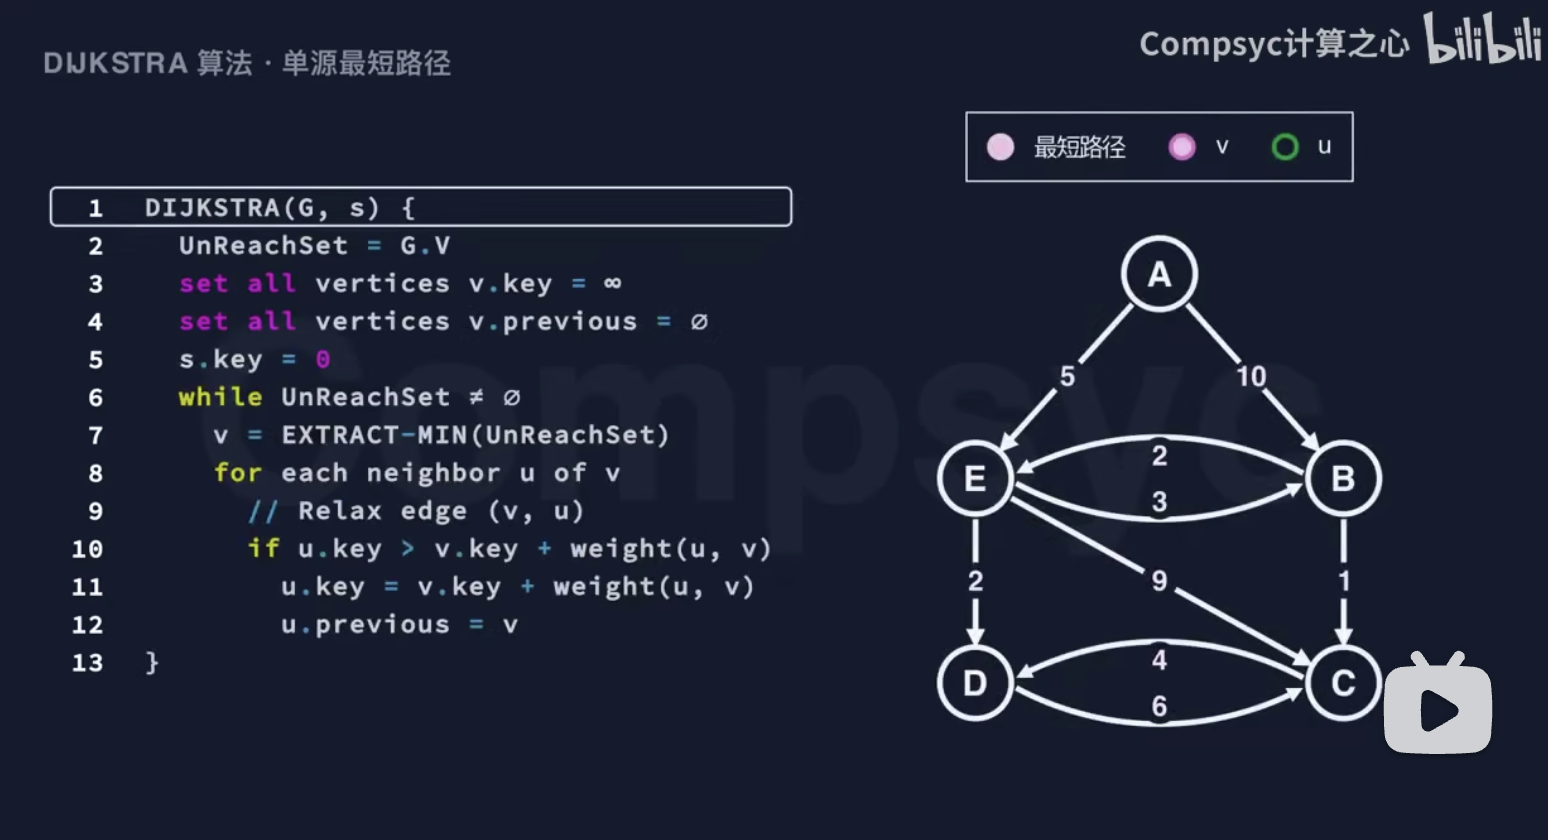 DIJKSTRA 算法 · 单源最短路径
Compsyc计算之心 bilibili
最短路径 v u
1 DIJKSTRA(G, s) {
2 UnReachSet = G.V
3 set all vertices v.key = ∞
4 set all vertices v.previous = ∅
5 s.key = 0
6 while UnReachSet ≠ ∅
7 v = EXTRACT-MIN(UnReachSet)
8 for each neighbor u of v
9 // Relax edge (v, u)
10 if u.key > v.key + weight(u, v)
11 u.key = v.key + weight(u, v)
12 u.previous = v
13 }
A
5 10
E 2 B
3
2 9 1
D 4 C
6
Compsyc